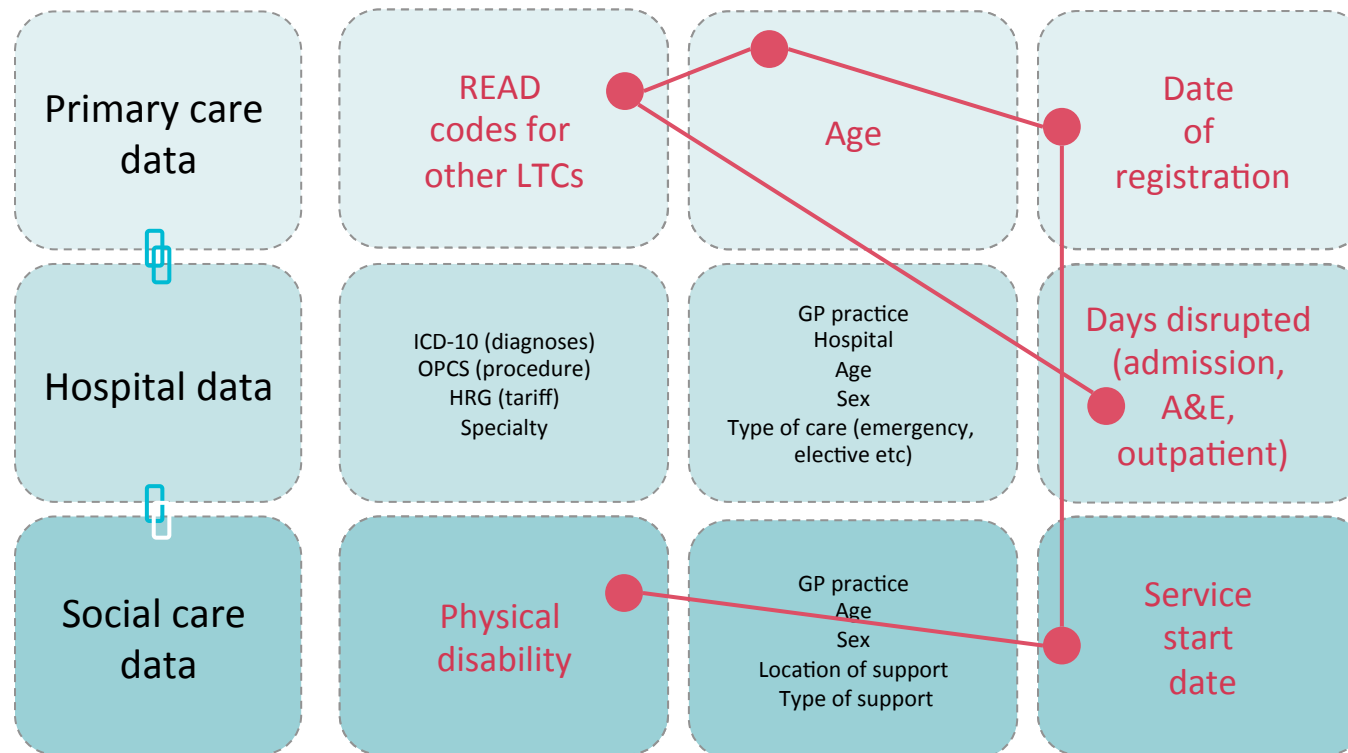 Primary care
data
READ
codes for
other LTCs
Age
Date
of
registration
Hospital data
ICD-10 (diagnoses)
OPCS (procedure)
HRG (tariff)
Specialty
GP practice
Hospital
Age
Sex
Type of care (emergency,
elective etc)
Days disrupted
(admission,
A&E,
outpatient)
Social care
data
Physical
disability
GP practice
Age
Sex
Location of support
Type of support
Service
start
date